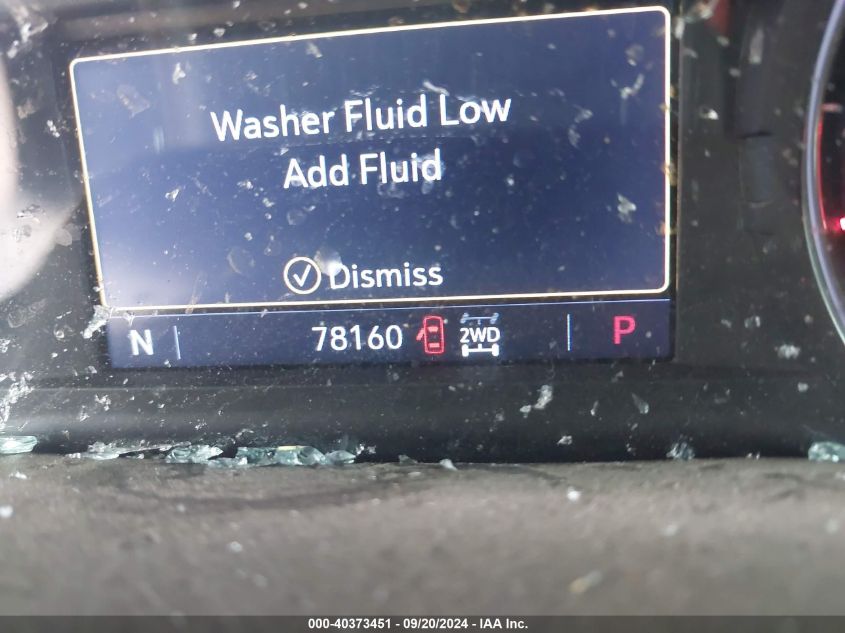 Washer Fluid Low
Add Fluid
Dismiss
N 78160 2WD P
000-40373451 - 09/20/2024 - IAA Inc.